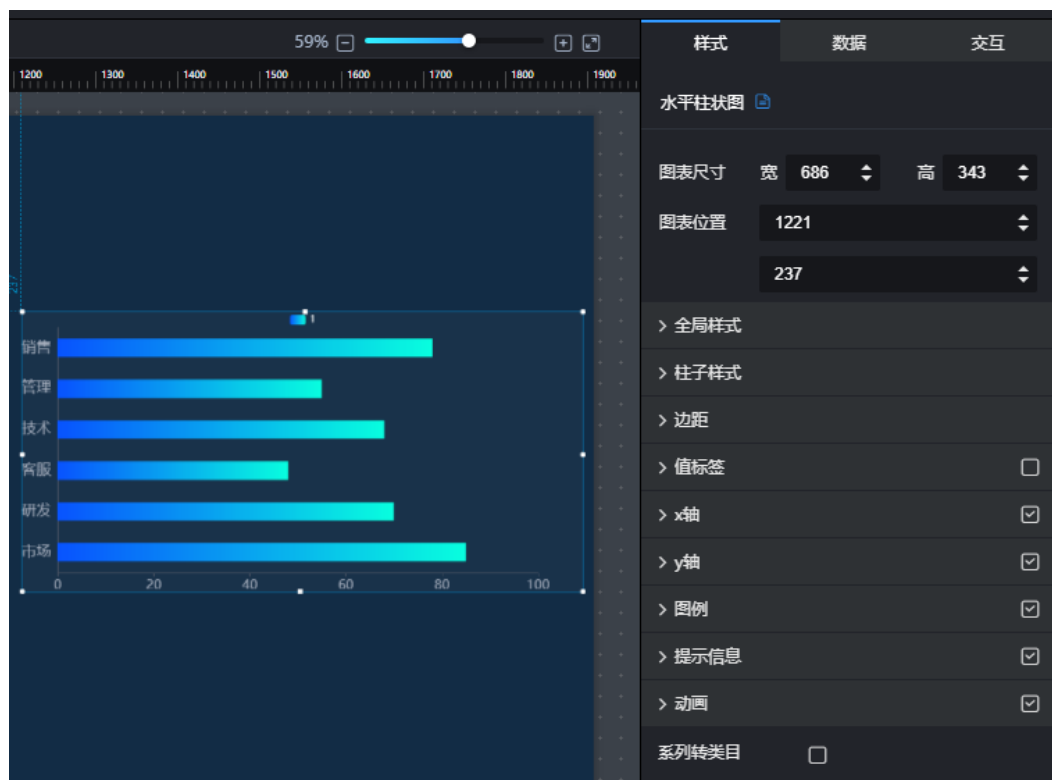 59%
样式 数据 交互
1200 1300 1400 1500 1600 1700 1800 1900
水平柱状图
图表尺寸 宽 686 高 343
图表位置 1221
237
237
全局样式
1
销售
柱子样式
管理
边距
技术
值标签
客服
x轴
研发
y轴
市场
0 20 40 60 80 100
图例
提示信息
动画
系列转类目